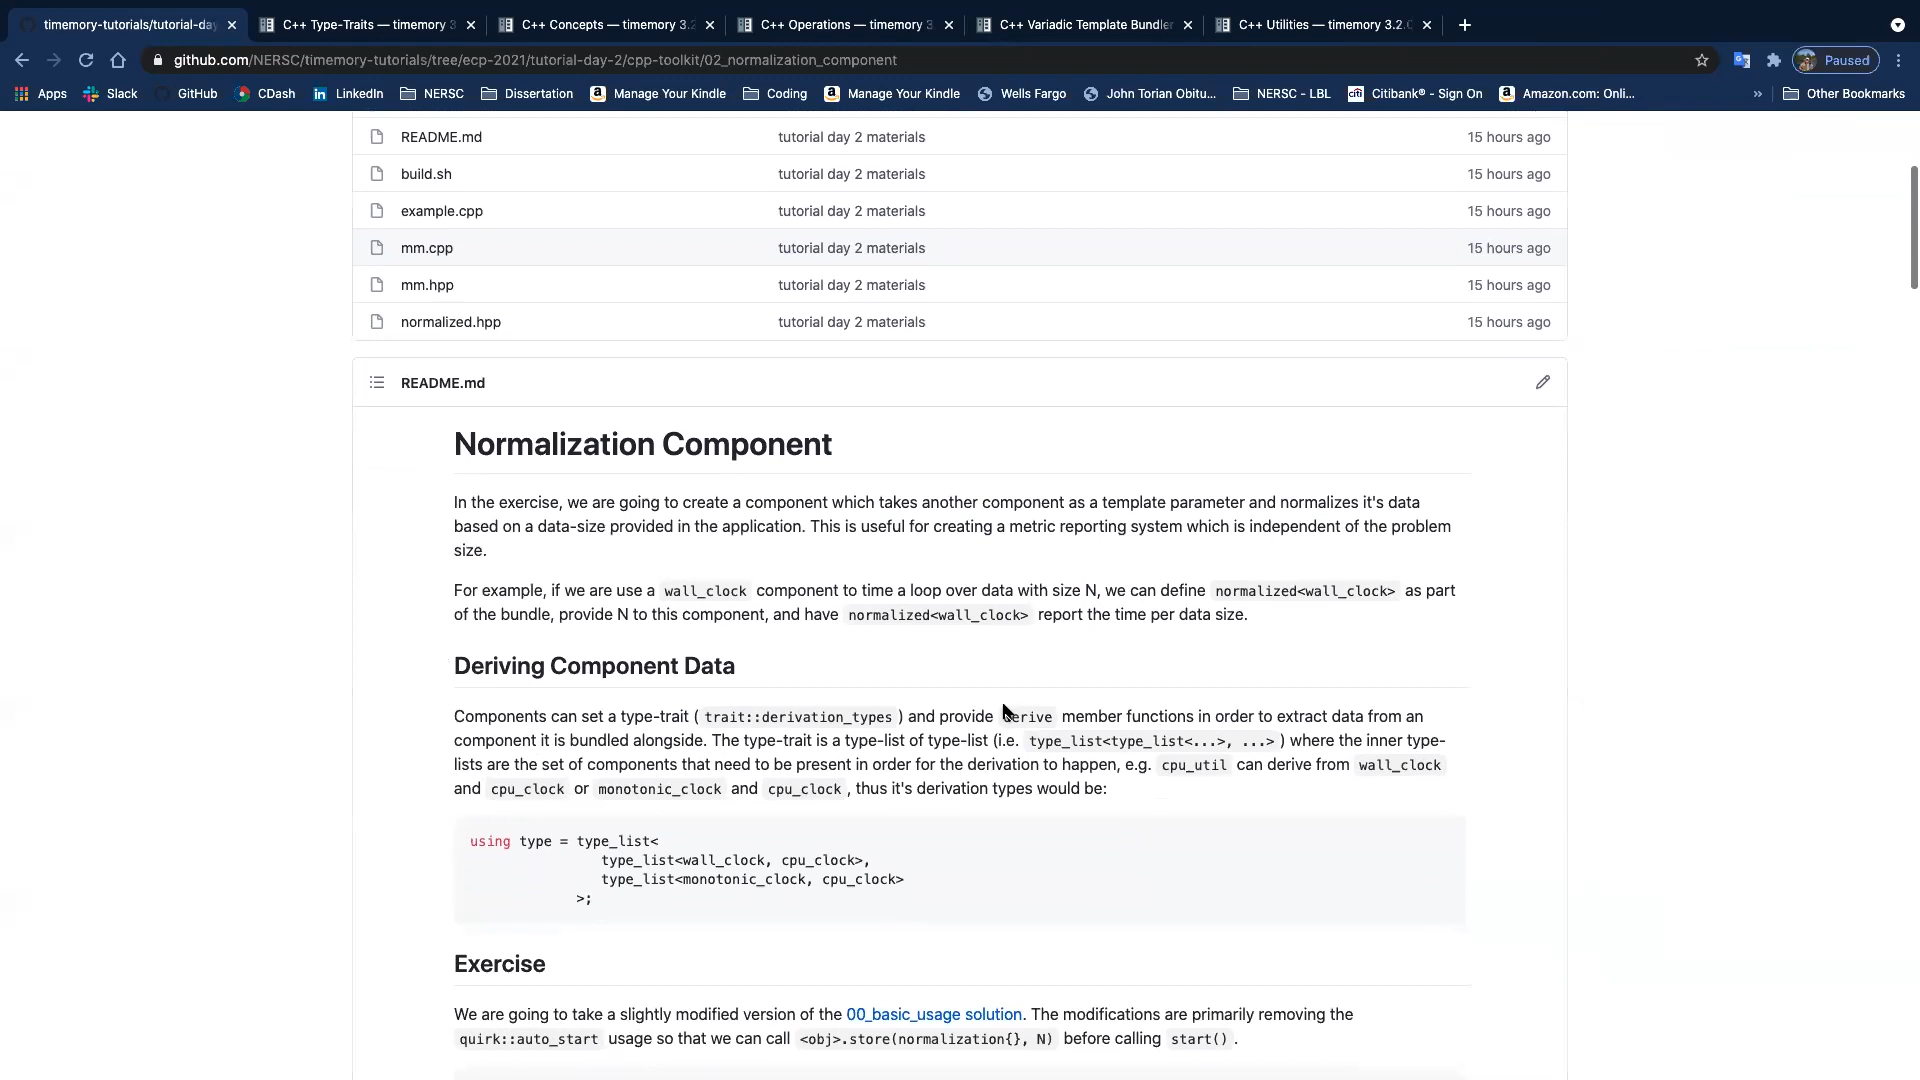 timemory-tutorials/tutorial-day
C++ Type-Traits — timemory 3
C++ Concepts — timemory 3.2
C++ Operations — timemory 3
C++ Variadic Template Bundler
C++ Utilities — timemory 3.2.0
github.com/NERSC/timemory-tutorials/tree/ecp-2021/tutorial-day-2/cpp-toolkit/02_normalization_component
Paused
Apps Slack GitHub CDash LinkedIn NERSC Dissertation Manage Your Kindle Coding Manage Your Kindle Wells Fargo John Torian Obitu... NERSC - LBL Citibank® - Sign On Amazon.com: Onli... » Other Bookmarks
README.md tutorial day 2 materials 15 hours ago
build.sh tutorial day 2 materials 15 hours ago
example.cpp tutorial day 2 materials 15 hours ago
mm.cpp tutorial day 2 materials 15 hours ago
mm.hpp tutorial day 2 materials 15 hours ago
normalized.hpp tutorial day 2 materials 15 hours ago
README.md
Normalization Component
In the exercise, we are going to create a component which takes another component as a template parameter and normalizes it's data
based on a data-size provided in the application. This is useful for creating a metric reporting system which is independent of the problem
size.
For example, if we are use a wall_clock component to time a loop over data with size N, we can define normalized<wall_clock> as part
of the bundle, provide N to this component, and have normalized<wall_clock> report the time per data size.
Deriving Component Data
Components can set a type-trait ( trait::derivation_types ) and provide derive member functions in order to extract data from an
component it is bundled alongside. The type-trait is a type-list of type-list (i.e. type_list<type_list<...>, ...> ) where the inner type-
lists are the set of components that need to be present in order for the derivation to happen, e.g. cpu_util can derive from wall_clock
and cpu_clock or monotonic_clock and cpu_clock , thus it's derivation types would be:
using type = type_list<
type_list<wall_clock, cpu_clock>,
type_list<monotonic_clock, cpu_clock>
>;
Exercise
We are going to take a slightly modified version of the 00_basic_usage solution. The modifications are primarily removing the
quirk::auto_start usage so that we can call <obj>.store(normalization{}, N) before calling start() .